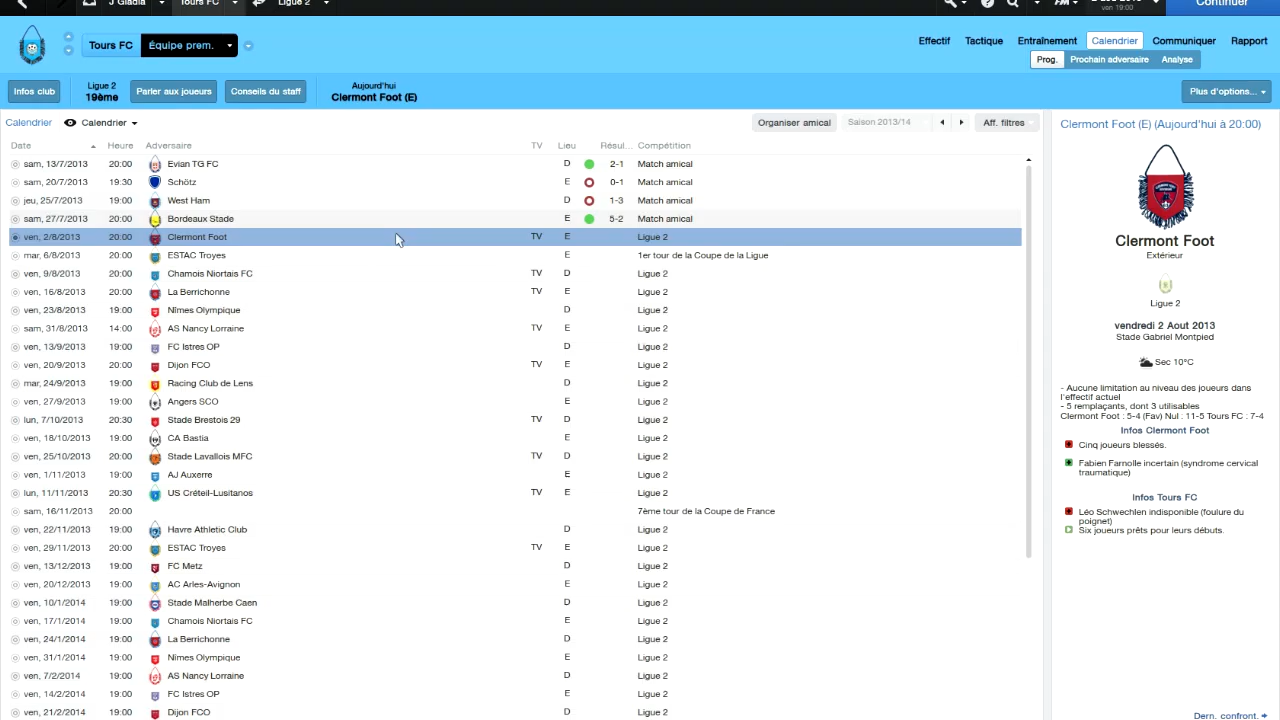 J Gladia Tours FC Ligue 2
ven 19:00
Continuer
Tours FC Équipe prem.
Effectif Tactique Entraînement Calendrier Communiquer Rapport
Prog. Prochain adversaire Analyse
Infos club Ligue 2 19ème Parler aux joueurs Conseils du staff Aujourd'hui Clermont Foot (E) Plus d'options...
Calendrier Calendrier Organiser amical Saison 2013/14 Aff. filtres
Date Heure Adversaire TV Lieu Résul... Compétition
sam, 13/7/2013 20:00 Evian TG FC D 2-1 Match amical
sam, 20/7/2013 19:30 Schötz E 0-1 Match amical
jeu, 25/7/2013 19:00 West Ham D 1-3 Match amical
sam, 27/7/2013 20:00 Bordeaux Stade E 5-2 Match amical
ven, 2/8/2013 20:00 Clermont Foot TV E Ligue 2
mar, 6/8/2013 20:00 ESTAC Troyes E 1er tour de la Coupe de la Ligue
ven, 9/8/2013 20:00 Chamois Niortais FC TV D Ligue 2
ven, 16/8/2013 20:00 La Berrichonne TV E Ligue 2
ven, 23/8/2013 19:00 Nîmes Olympique D Ligue 2
sam, 31/8/2013 14:00 AS Nancy Lorraine TV E Ligue 2
ven, 13/9/2013 19:00 FC Istres OP D Ligue 2
ven, 20/9/2013 20:00 Dijon FCO TV E Ligue 2
mar, 24/9/2013 19:00 Racing Club de Lens D Ligue 2
ven, 27/9/2013 19:00 Angers SCO E Ligue 2
lun, 7/10/2013 20:30 Stade Brestois 29 TV D Ligue 2
ven, 18/10/2013 19:00 CA Bastia E Ligue 2
ven, 25/10/2013 20:00 Stade Lavallois MFC TV D Ligue 2
ven, 1/11/2013 19:00 AJ Auxerre E Ligue 2
lun, 11/11/2013 20:30 US Créteil-Lusitanos TV E Ligue 2
sam, 16/11/2013 20:00 7ème tour de la Coupe de France
ven, 22/11/2013 19:00 Havre Athletic Club D Ligue 2
ven, 29/11/2013 20:00 ESTAC Troyes TV E Ligue 2
ven, 13/12/2013 19:00 FC Metz D Ligue 2
ven, 20/12/2013 19:00 AC Arles-Avignon E Ligue 2
ven, 10/1/2014 19:00 Stade Malherbe Caen D Ligue 2
ven, 17/1/2014 19:00 Chamois Niortais FC E Ligue 2
ven, 24/1/2014 19:00 La Berrichonne D Ligue 2
ven, 31/1/2014 19:00 Nîmes Olympique E Ligue 2
ven, 7/2/2014 19:00 AS Nancy Lorraine D Ligue 2
ven, 14/2/2014 19:00 FC Istres OP E Ligue 2
ven, 21/2/2014 19:00 Dijon FCO D Ligue 2
Clermont Foot (E) (Aujourd'hui à 20:00)
Clermont Foot
Extérieur
Ligue 2
vendredi 2 Aout 2013
Stade Gabriel Montpied
Sec 10°C
- Aucune limitation au niveau des joueurs dans
l'effectif actuel
- 5 remplaçants, dont 3 utilisables
Clermont Foot : 5-4 (Fav) Nul : 11-5 Tours FC : 7-4
Infos Clermont Foot
Cinq joueurs blessés.
Fabien Farnolle incertain (syndrome cervical
traumatique)
Infos Tours FC
Léo Schwechlen indisponible (foulure du
poignet)
Six joueurs prêts pour leurs débuts.
Dern. confront.